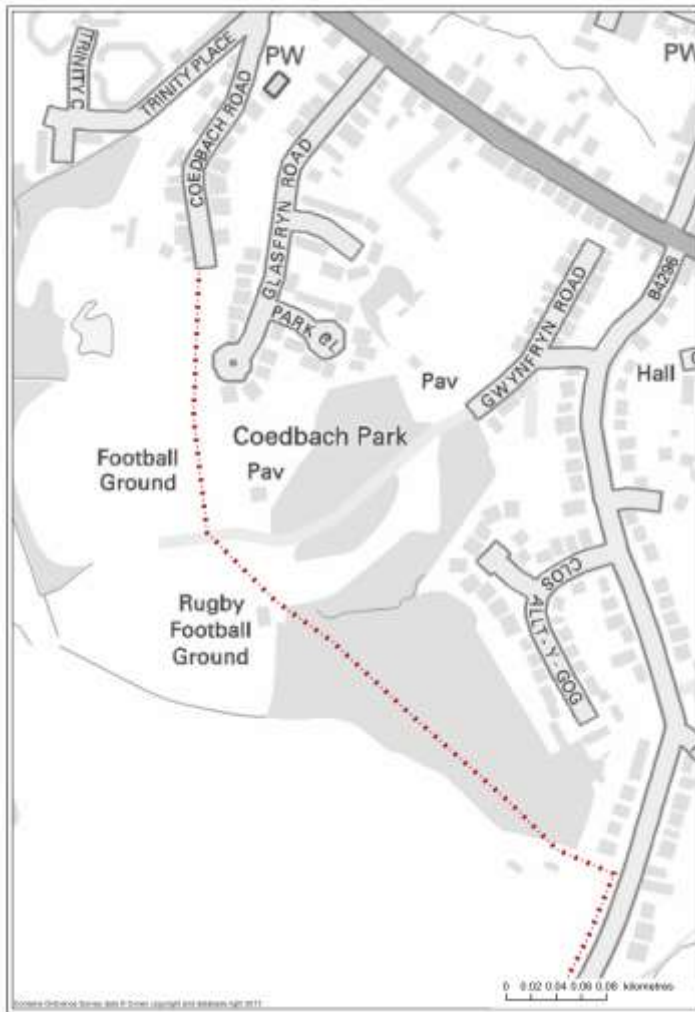 PW
PW
TRINITY C
TRINITY PLACE
COEDBACH ROAD
GLASFRYN ROAD
PARK
B4296
GWYNFRYN ROAD
Hall
Pav
Coedbach Park
Football
Ground
Pav
CLOS ALLT-Y-GOG
Rugby
Football
Ground
0 0.02 0.04 0.06 0.08 kilometres